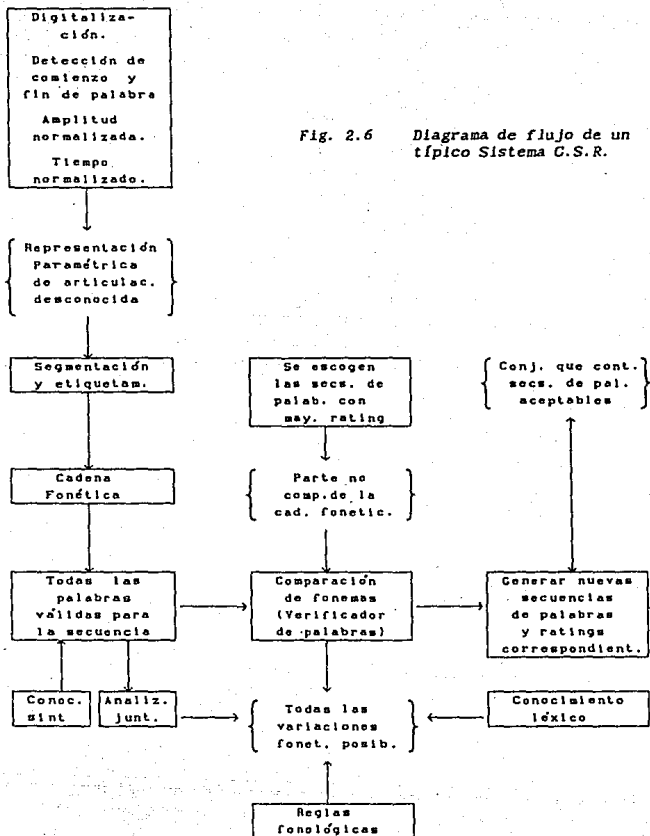 Digitaliza-
ción.
Detección de
comienzo y
fin de palabra
Amplitud
normalizada.
Tiempo
normalizado.
Fig. 2.6 Diagrama de flujo de un
típico Sistema C.S.R.
Representación
Paramétrica
de articulac.
desconocida
Segmentación
y etiquetam.
Se escogen
las secs. de
palab. con
may. rating
Conj. que cont.
secs. de pal.
aceptables
Cadena
Fonética
Parte no
comp.de la
cad. fonetic.
Todas las
palabras
válidas para
la secuencia
Comparación
de fonemas
(Verificador
de palabras)
Generar nuevas
secuencias
de palabras
y ratings
correspondient.
Conoc.
sint
Analiz.
junt.
Todas las
variaciones
fonet. posib.
Conocimiento
léxico
Reglas
fonológicas